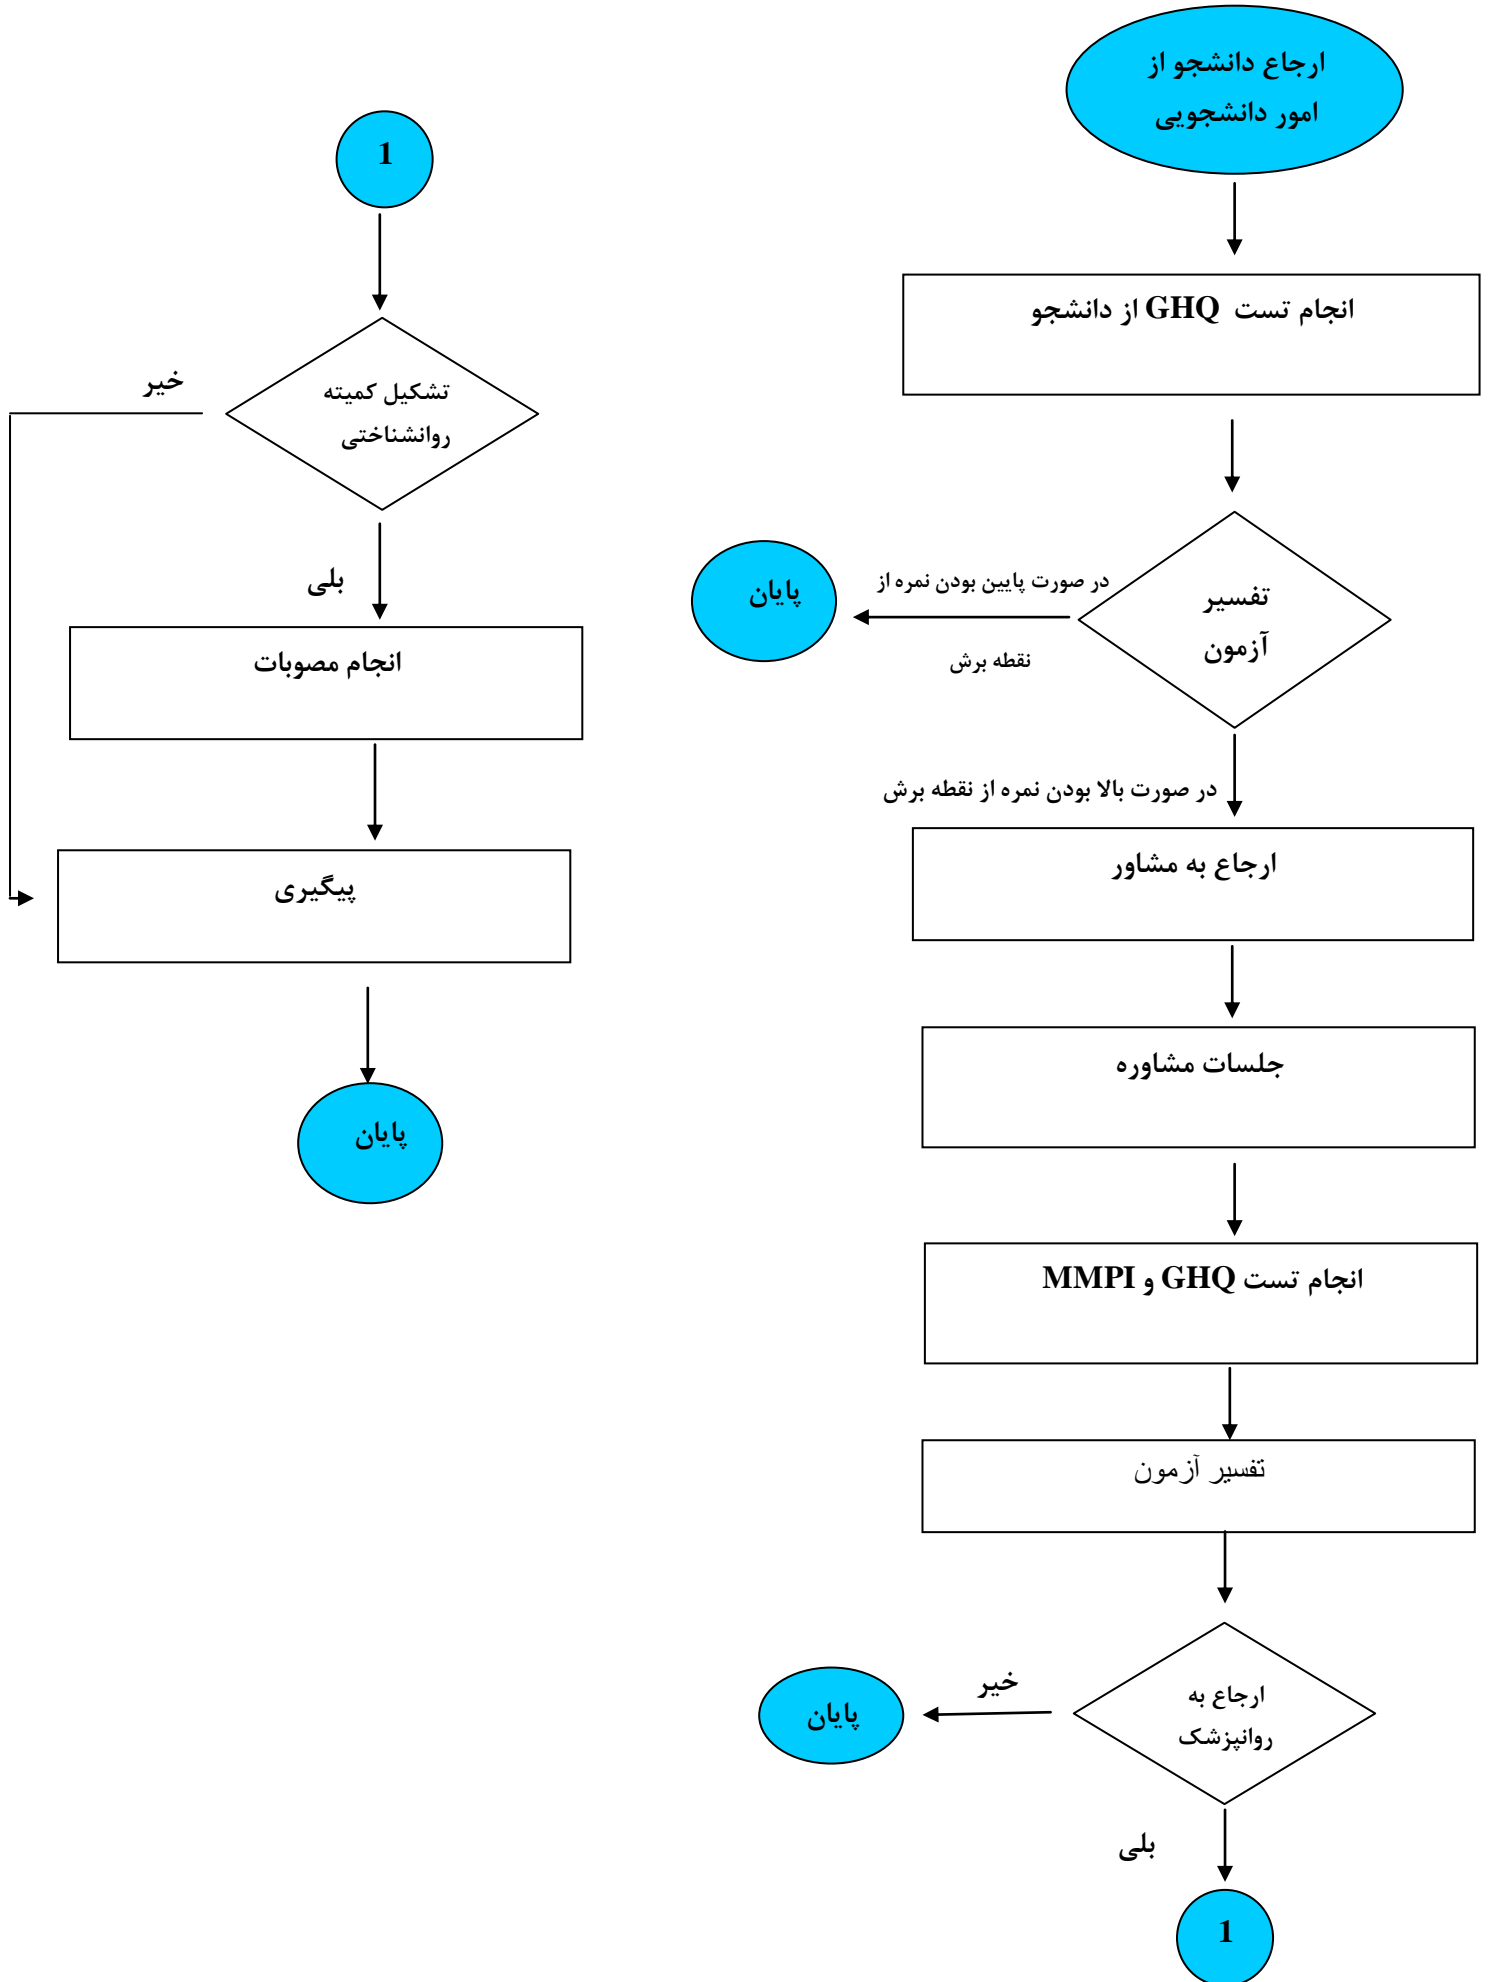 ارجاع دانشجو از
امور دانشجویی
انجام تست GHQ از دانشجو
تفسیر
آزمون
در صورت پایین بودن نمره از
نقطه برش
پایان
در صورت بالا بودن نمره از نقطه برش
ارجاع به مشاور
جلسات مشاوره
انجام تست GHQ و MMPI
تفسیر آزمون
ارجاع به
روانپزشک
خیر
پایان
بلی
1
1
تشکیل کمیته
روانشناختی
خیر
بلی
انجام مصوبات
پیگیری
پایان